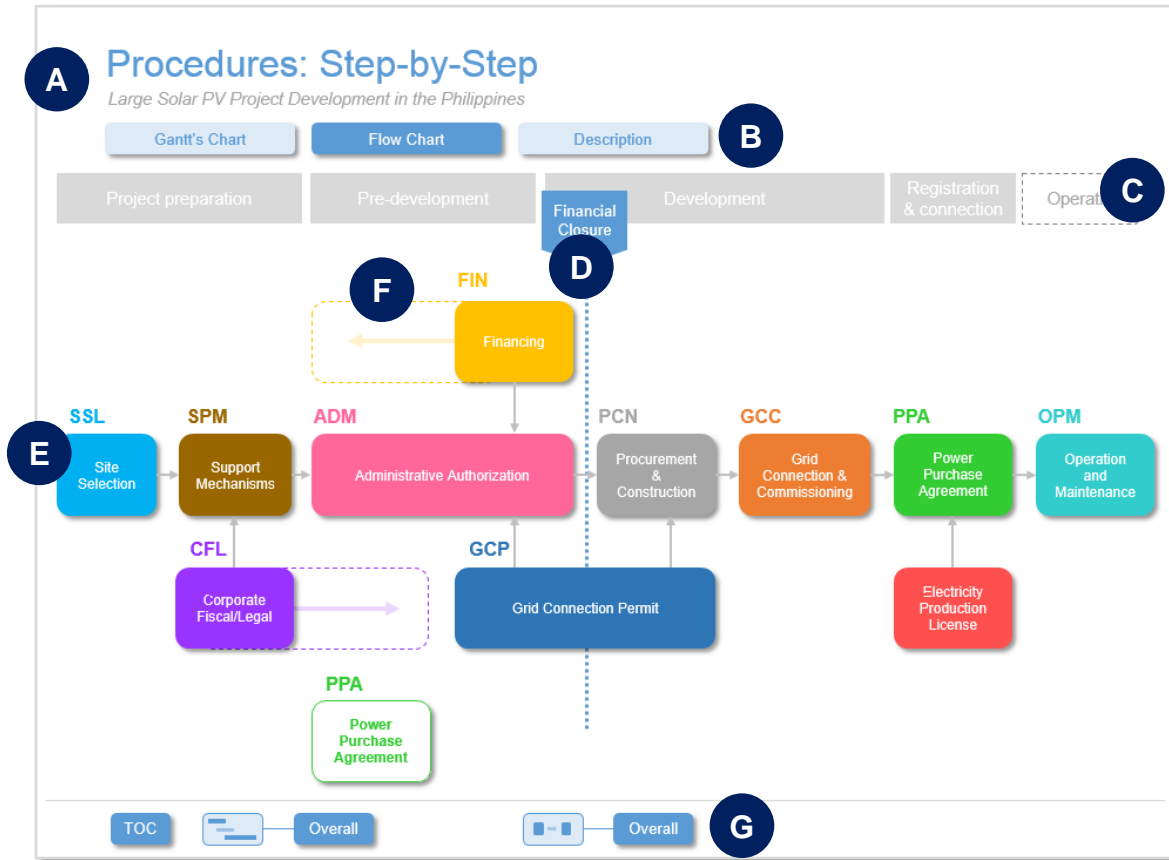 A
Procedures: Step-by-Step
Large Solar PV Project Development in the Philippines
Gantt's Chart
Flow Chart
Description
B
Project preparation
Pre-development
Development
Registration
& connection
C
Financial
Closure
D
F
FIN
Financing
SSL
SPM
ADM
PCN
GCC
PPA
OPM
E
Site
Selection
Support
Mechanisms
Administrative Authorization
Procurement
&
Construction
Grid
Connection &
Commissioning
Power
Purchase
Agreement
Operation
and
Maintenance
CFL
GCP
Corporate
Fiscal/Legal
Grid Connection Permit
Electricity
Production
License
PPA
Power
Purchase
Agreement
TOC
Overall
Overall
G